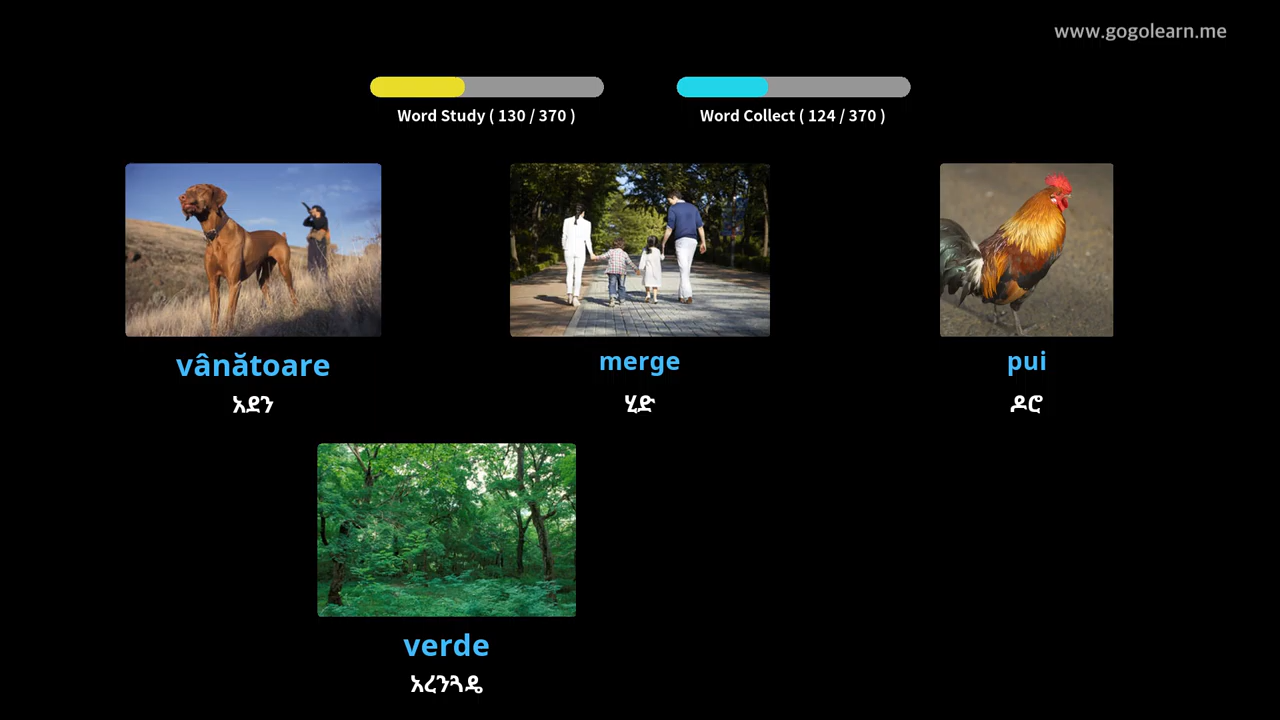 www.gogolearn.me
Word Study ( 130 / 370 )
Word Collect ( 124 / 370 )
vânătoare
merge
pui
አደን
ሂድ
ዶሮ
verde
አረንጓዴ